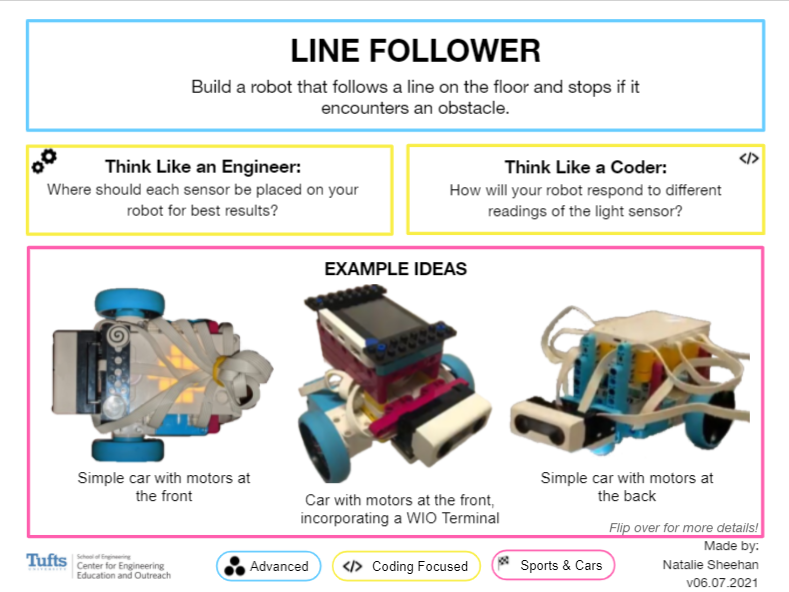 LINE FOLLOWER
Build a robot that follows a line on the floor and stops if it
encounters an obstacle.
Think Like an Engineer:
Where should each sensor be placed on your
robot for best results?
</>
Think Like a Coder:
How will your robot respond to different
readings of the light sensor?
EXAMPLE IDEAS
Simple car with motors at
the front
Car with motors at the front,
incorporating a WIO Terminal
Simple car with motors at
the back
Flip over for more details!
Tufts
UNIVERSITY
School of Engineering
Center for Engineering
Education and Outreach
Advanced
</> Coding Focused
Sports & Cars
Made by:
Natalie Sheehan
v06.07.2021